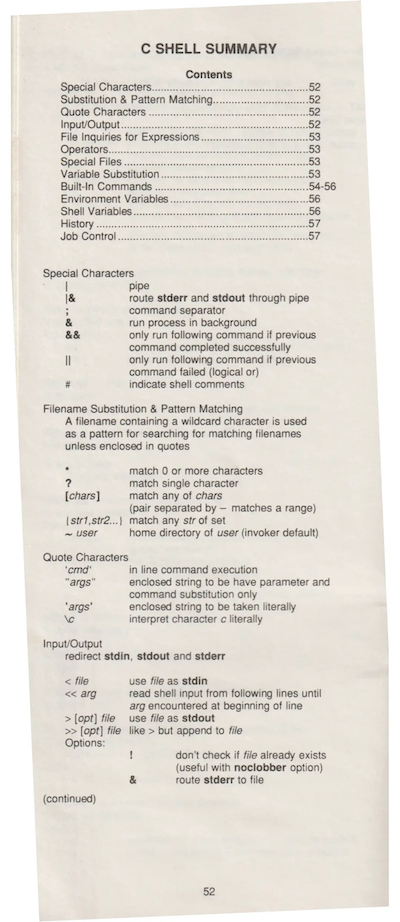 C SHELL SUMMARY
Contents
Special Characters................................................52
Substitution & Pattern Matching.............................52
Quote Characters .................................................52
Input/Output..........................................................52
File Inquiries for Expressions.................................53
Operators..............................................................53
Special Files .........................................................53
Variable Substitution ..............................................53
Built-In Commands ...........................................54-56
Environment Variables ...........................................56
Shell Variables.......................................................56
History ..................................................................57
Job Control ...........................................................57
Special Characters
| pipe
|& route stderr and stdout through pipe
; command separator
& run process in background
&& only run following command if previous
command completed successfully
|| only run following command if previous
command failed (logical or)
# indicate shell comments
Filename Substitution & Pattern Matching
A filename containing a wildcard character is used
as a pattern for searching for matching filenames
unless enclosed in quotes
* match 0 or more characters
? match single character
[chars] match any of chars
(pair separated by – matches a range)
{str1,str2...} match any str of set
~ user home directory of user (invoker default)
Quote Characters
'cmd' in line command execution
"args" enclosed string to be have parameter and
command substitution only
'args' enclosed string to be taken literally
\c interpret character c literally
Input/Output
redirect stdin, stdout and stderr
< file use file as stdin
<< arg read shell input from following lines until
arg encountered at beginning of line
> [opt] file use file as stdout
>> [opt] file like > but append to file
Options:
! don't check if file already exists
(useful with noclobber option)
& route stderr to file
(continued)
52